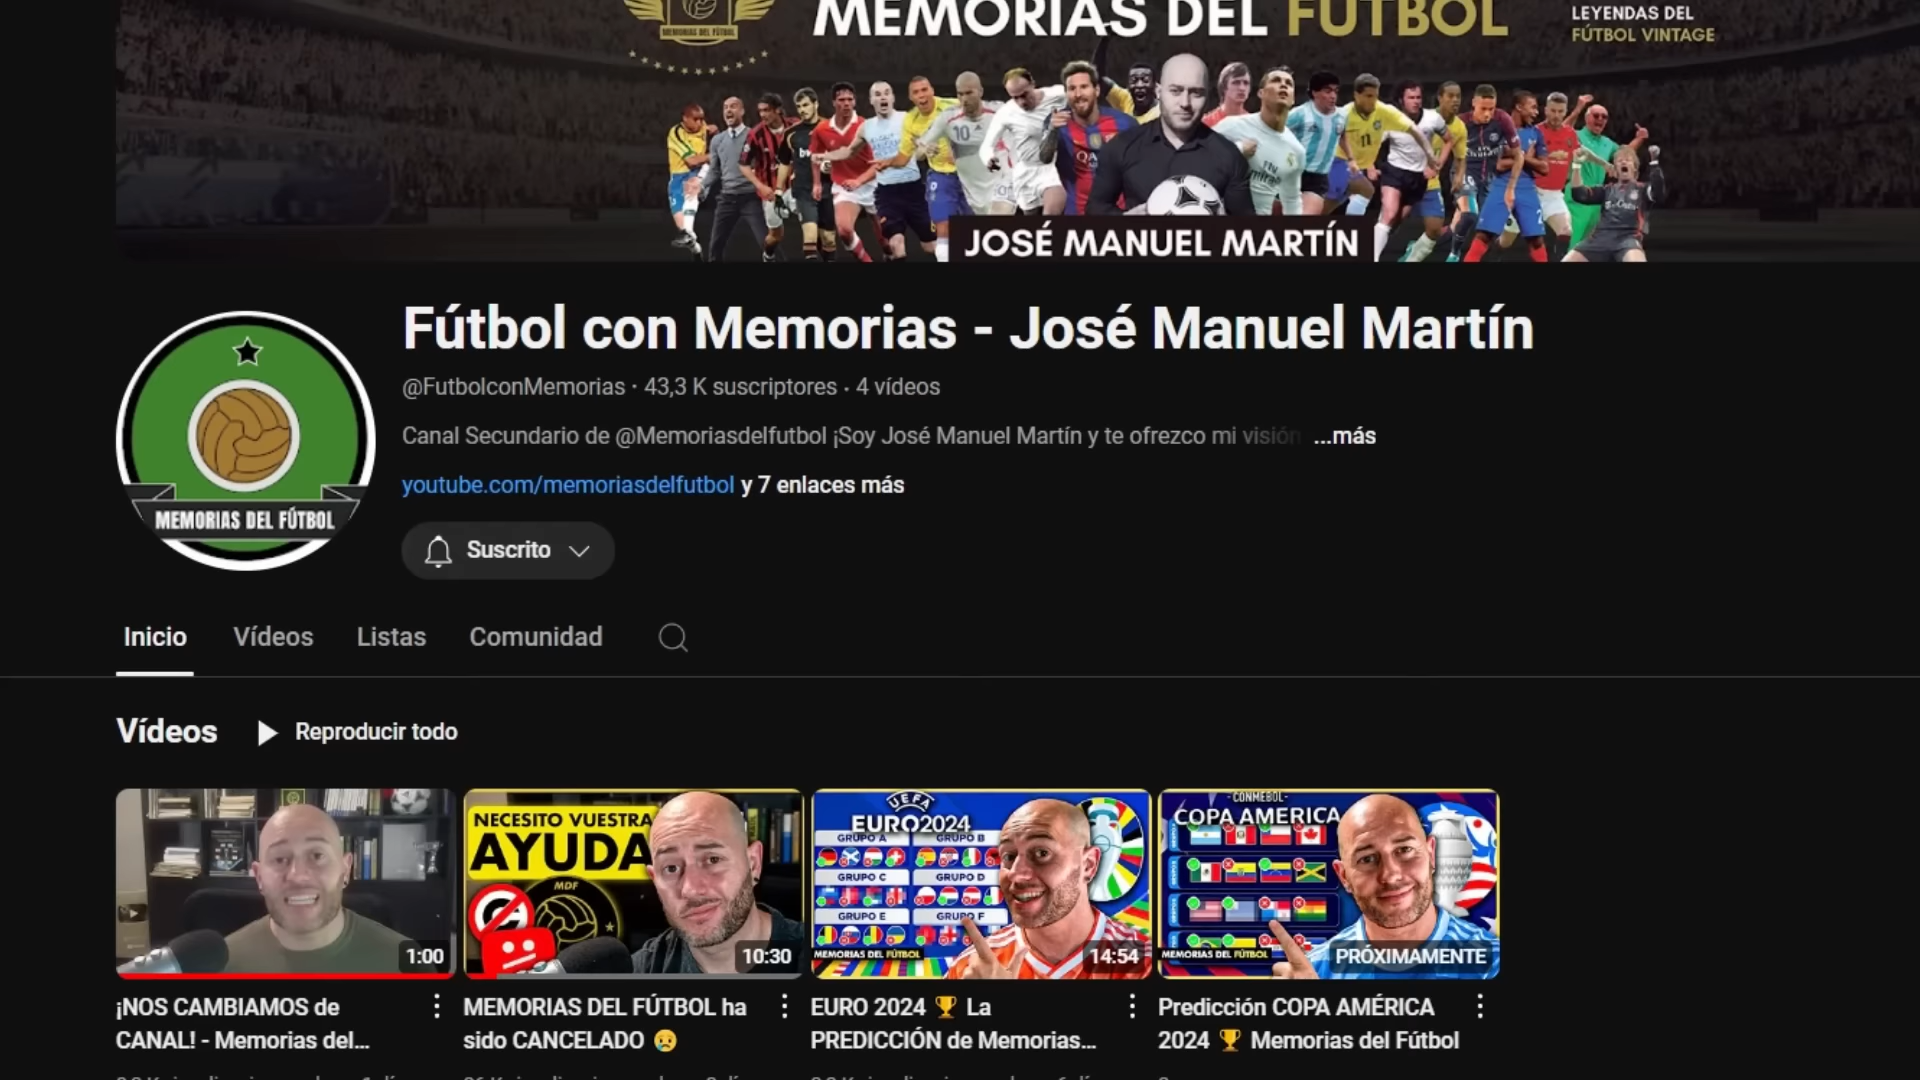 MEMORIAS DEL FÚTBOL
LEYENDAS DEL
FÚTBOL VINTAGE
MEMORIAS DEL FÚTBOL
JOSÉ MANUEL MARTÍN
Fútbol con Memorias - José Manuel Martín
@FutbolconMemorias · 43,3 K suscriptores · 4 vídeos
Canal Secundario de @Memoriasdelfutbol ¡Soy José Manuel Martín y te ofrezco mi visión ...más
youtube.com/memoriasdelfutbol y 7 enlaces más
MEMORIAS DEL FÚTBOL
Suscrito
Inicio Vídeos Listas Comunidad
Vídeos Reproducir todo
1:00
NECESITO VUESTRA
AYUDA
MDF
10:30
UEFA
EURO2024
GRUPO A GRUPO B
GRUPO C GRUPO D
GRUPO E GRUPO F
MEMORIAS DEL FÚTBOL
14:54
-CONMEBOL-
COPA AMERICA
MEMORIAS DEL FÚTBOL
PRÓXIMAMENTE
¡NOS CAMBIAMOS de
CANAL! - Memorias del...
MEMORIAS DEL FÚTBOL ha
sido CANCELADO 😢
EURO 2024 🏆 La
PREDICCIÓN de Memorias...
Predicción COPA AMÉRICA
2024 🏆 Memorias del Fútbol